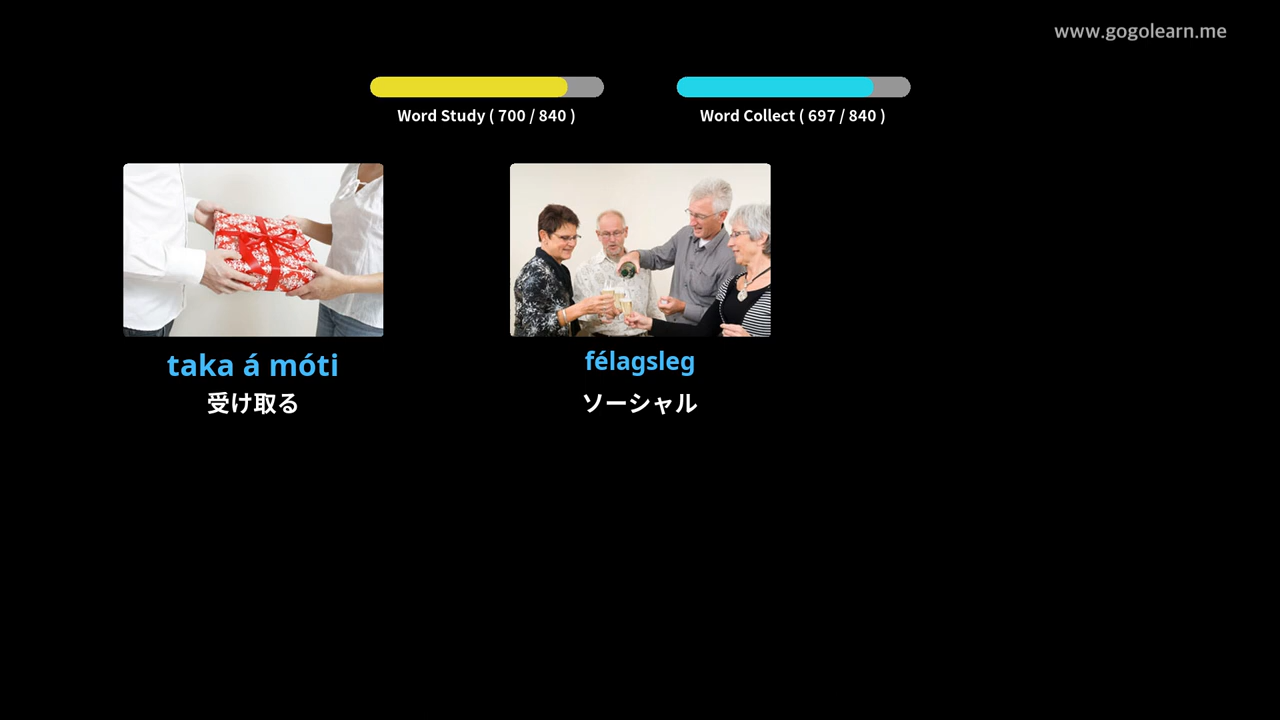 www.gogolearn.me
Word Study ( 700 / 840 )
Word Collect ( 697 / 840 )
taka á móti
受け取る
félagsleg
ソーシャル